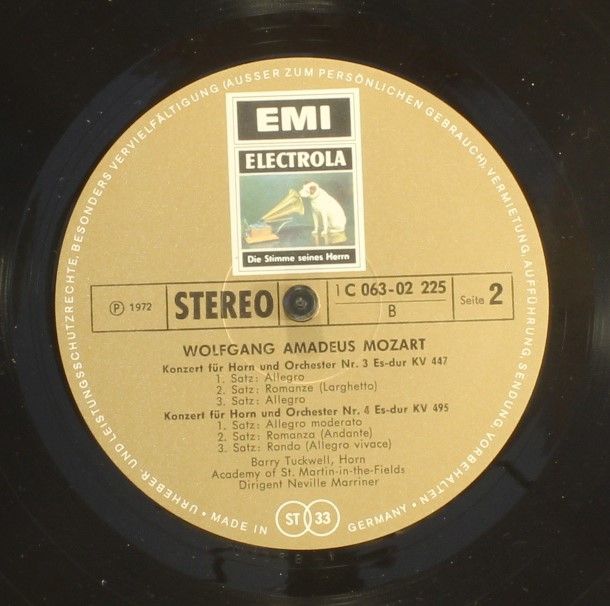 URHEBER- UND LEISTUNGSSCHUTZRECHTE, BESONDERS VERVIELFÄLTIGUNG (AUSSER ZUM PERSÖNLICHEN GEBRAUCH), VERMIETUNG, AUFFÜHRUNG, SENDUNG, VORBEHALTEN •
EMI
ELECTROLA
Die Stimme seines Herrn
Ⓟ 1972
STEREO
1 C 063-02 225
B
Seite 2
WOLFGANG AMADEUS MOZART
Konzert für Horn und Orchester Nr. 3 Es-dur KV 447
1. Satz: Allegro
2. Satz: Romanze (Larghetto)
3. Satz: Allegro
Konzert für Horn und Orchester Nr. 4 Es-dur KV 495
1. Satz: Allegro moderato
2. Satz: Romanza (Andante)
3. Satz: Rondo (Allegro vivace)
Barry Tuckwell, Horn
Academy of St. Martin-in-the-Fields
Dirigent Neville Marriner
• MADE IN GERMANY •
ST 33